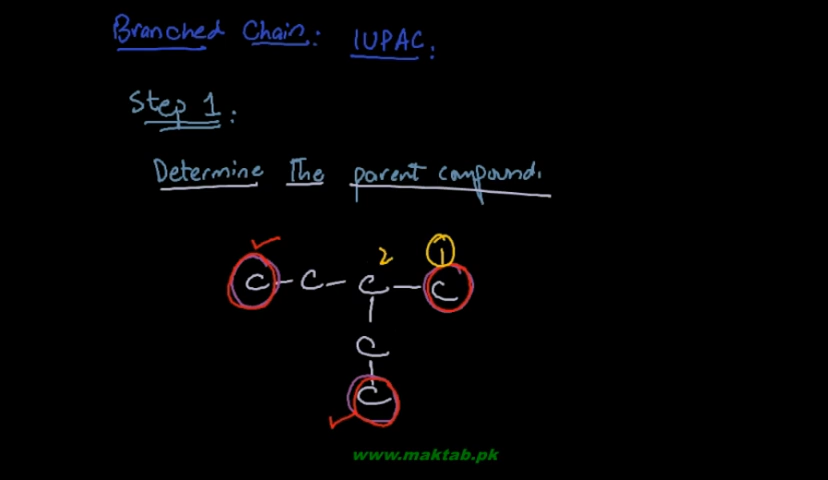 Branched Chain: IUPAC:
Step 1:
Determine The parent compound.
2 1
C - C - C - C
C
C
www.maktab.pk